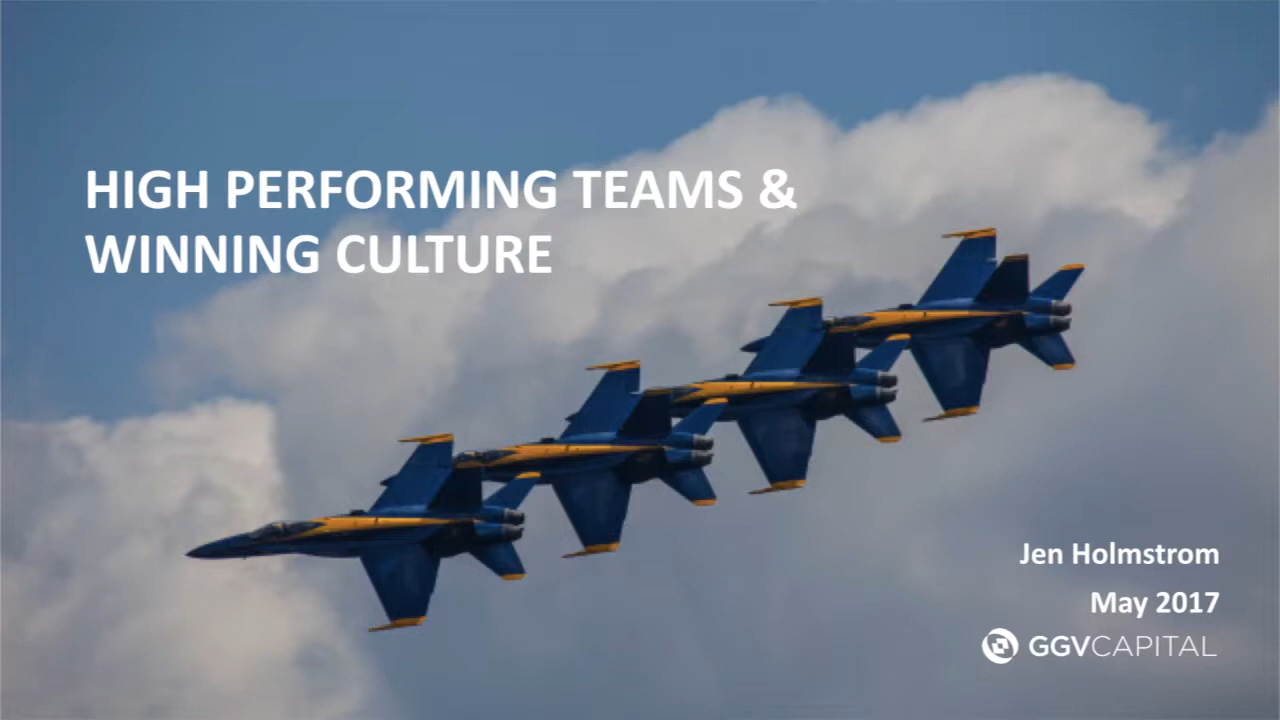 HIGH PERFORMING TEAMS &
WINNING CULTURE
Jen Holmstrom
May 2017
GGVCAPITAL